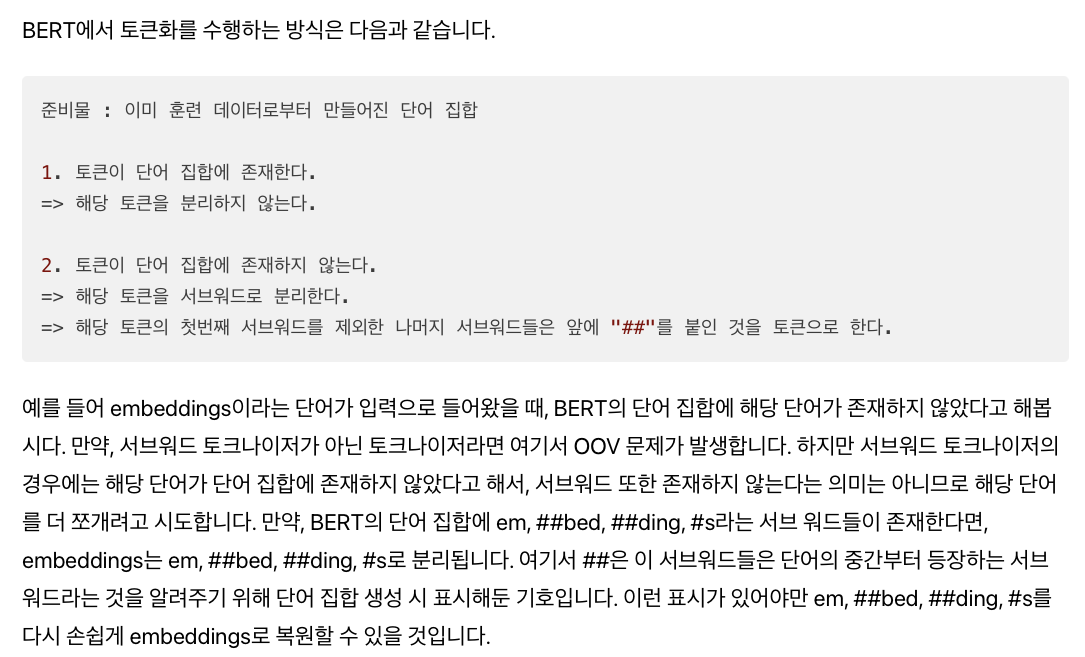 BERT에서 토큰화를 수행하는 방식은 다음과 같습니다.
준비물 : 이미 훈련 데이터로부터 만들어진 단어 집합
1. 토큰이 단어 집합에 존재한다.
=> 해당 토큰을 분리하지 않는다.
2. 토큰이 단어 집합에 존재하지 않는다.
=> 해당 토큰을 서브워드로 분리한다.
=> 해당 토큰의 첫번째 서브워드를 제외한 나머지 서브워드들은 앞에 "##"를 붙인 것을 토큰으로 한다.
예를 들어 embeddings이라는 단어가 입력으로 들어왔을 때, BERT의 단어 집합에 해당 단어가 존재하지 않았다고 해봅
시다. 만약, 서브워드 토크나이저가 아닌 토크나이저라면 여기서 OOV 문제가 발생합니다. 하지만 서브워드 토크나이저의
경우에는 해당 단어가 단어 집합에 존재하지 않았다고 해서, 서브워드 또한 존재하지 않는다는 의미는 아니므로 해당 단어
를 더 쪼개려고 시도합니다. 만약, BERT의 단어 집합에 em, ##bed, ##ding, #s라는 서브 워드들이 존재한다면,
embeddings는 em, ##bed, ##ding, #s로 분리됩니다. 여기서 ##은 이 서브워드들은 단어의 중간부터 등장하는 서브
워드라는 것을 알려주기 위해 단어 집합 생성 시 표시해둔 기호입니다. 이런 표시가 있어야만 em, ##bed, ##ding, #s를
다시 손쉽게 embeddings로 복원할 수 있을 것입니다.